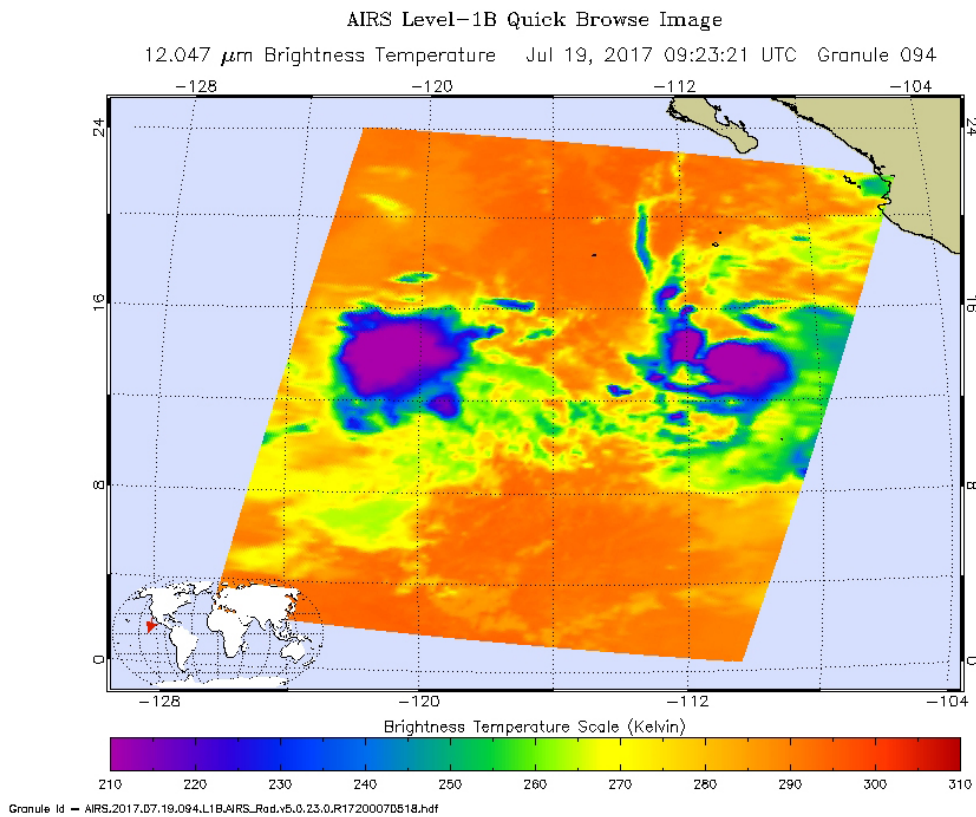 AIRS Level-1B Quick Browse Image
12.047 μm Brightness Temperature Jul 19, 2017 09:23:21 UTC Granule 094
-128 -120 -112 -104
24 24
16 16
8 8
0 0
-128 -120 -112 -104
Brightness Temperature Scale (Kelvin)
210 220 230 240 250 260 270 280 290 300 310
Granule Id = AIRS.2017.07.19.094.L1B.AIRS_Rad.v5.0.23.0.R17200070518.hdf